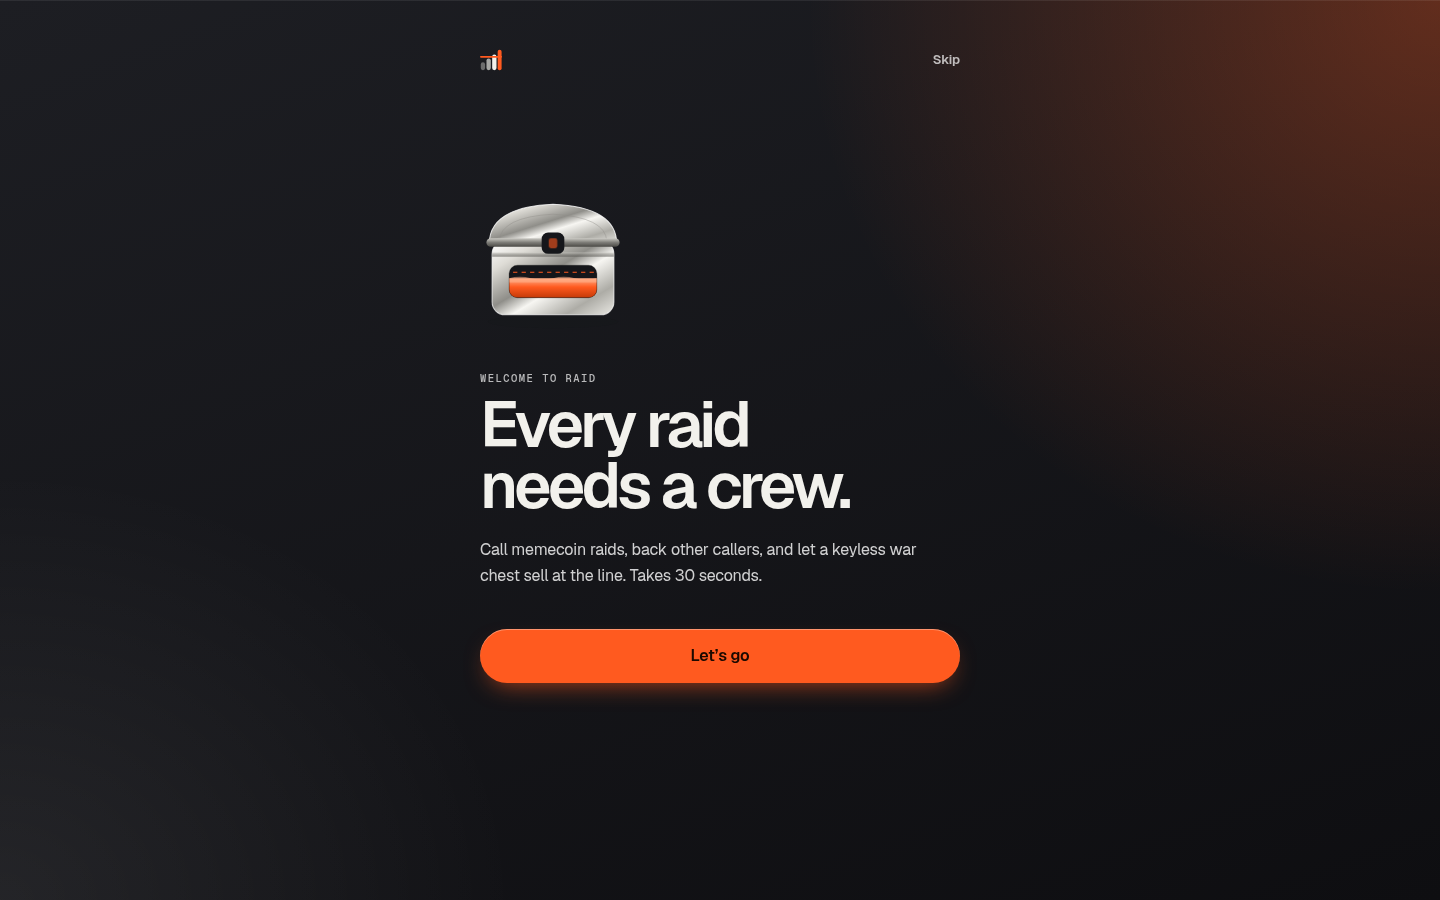 Skip
WELCOME TO RAID
Every raid
needs a crew.
Call memecoin raids, back other callers, and let a keyless war
chest sell at the line. Takes 30 seconds.
Let’s go